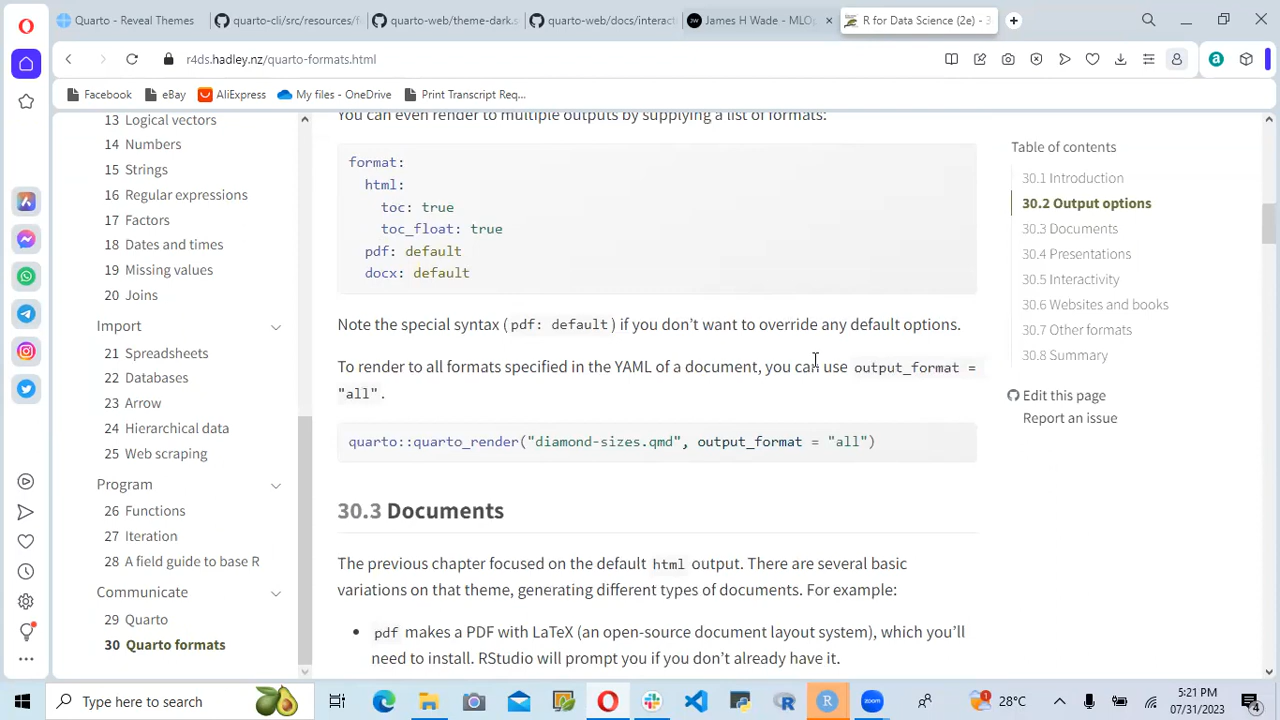 Quarto - Reveal Themes
quarto-cli/src/resources/f
quarto-web/theme-dark.s
quarto-web/docs/interact
James H Wade - MLOp
R for Data Science (2e) - 3
r4ds.hadley.nz/quarto-formats.html
Facebook
eBay
AliExpress
My files - OneDrive
Print Transcript Req...
13 Logical vectors
14 Numbers
15 Strings
16 Regular expressions
17 Factors
18 Dates and times
19 Missing values
20 Joins
Import
21 Spreadsheets
22 Databases
23 Arrow
24 Hierarchical data
25 Web scraping
Program
26 Functions
27 Iteration
28 A field guide to base R
Communicate
29 Quarto
30 Quarto formats
You can even render to multiple outputs by supplying a list of formats:
format:
html:
toc: true
toc_float: true
pdf: default
docx: default
Note the special syntax (pdf: default) if you don't want to override any default options.
To render to all formats specified in the YAML of a document, you can use output_format =
"all".
quarto::quarto_render("diamond-sizes.qmd", output_format = "all")
30.3 Documents
The previous chapter focused on the default html output. There are several basic
variations on that theme, generating different types of documents. For example:
• pdf makes a PDF with LaTeX (an open-source document layout system), which you'll
need to install. RStudio will prompt you if you don't already have it.
Table of contents
30.1 Introduction
30.2 Output options
30.3 Documents
30.4 Presentations
30.5 Interactivity
30.6 Websites and books
30.7 Other formats
30.8 Summary
Edit this page
Report an issue
Type here to search
zoom
1
28°C
5:21 PM
07/31/2023
4